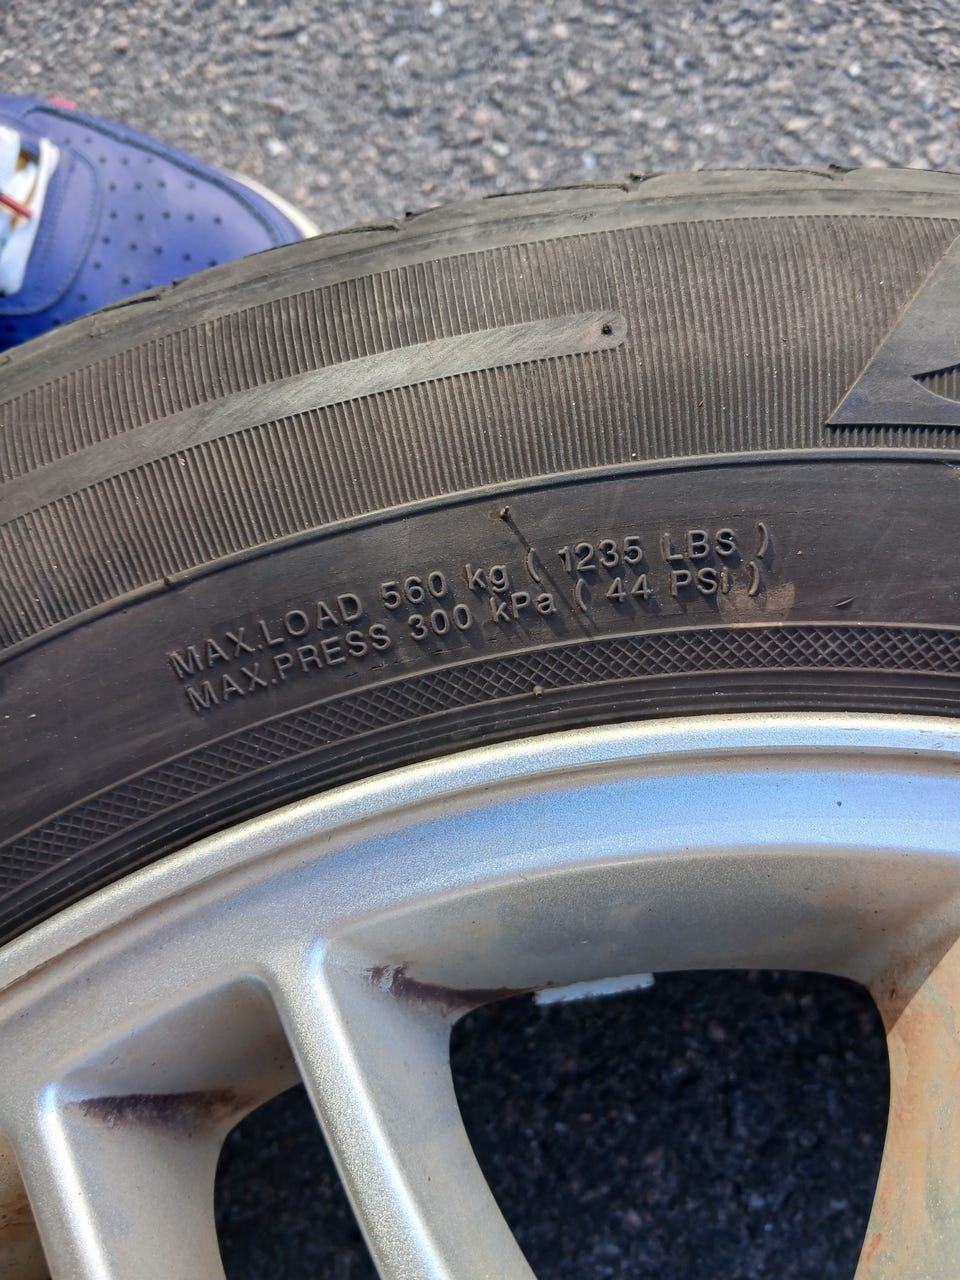 MAX.LOAD 560 kg ( 1235 LBS )
MAX.PRESS 300 kPa ( 44 PSI )